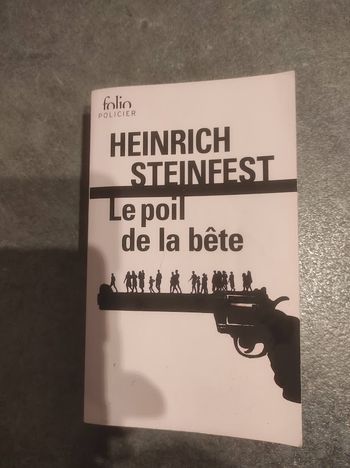 folio
POLICIER
HEINRICH
STEINFEST
Le poil
de la bête